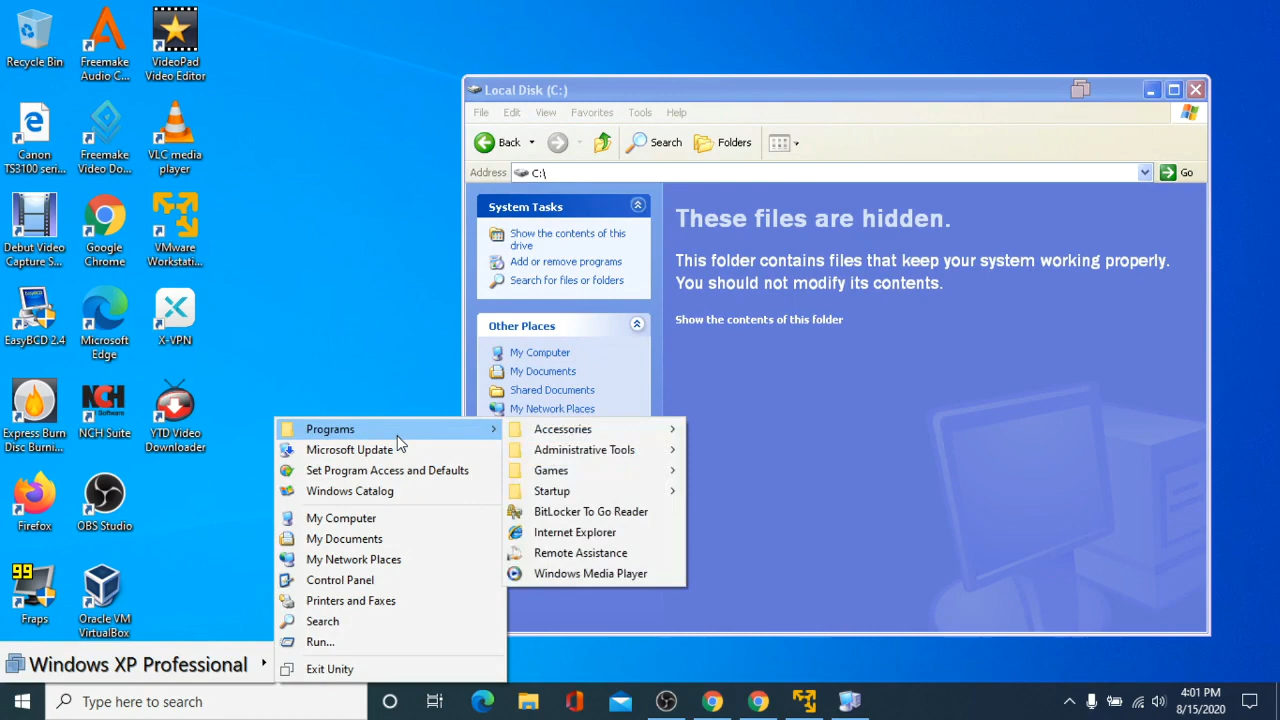 Recycle Bin
Freemake
Audio C...
VideoPad
Video Editor
Canon
TS3100 seri...
Freemake
Video Do...
VLC media
player
Debut Video
Capture S...
Google
Chrome
VMware
Workstati...
EasyBCD 2.4
Microsoft
Edge
X-VPN
Express Burn
Disc Burnin...
NCH Software
NCH Suite
YTD Video
Downloader
Firefox
OBS Studio
99
Fraps
Oracle VM
VirtualBox
Local Disk (C:)
File Edit View Favorites Tools Help
Back Search Folders
Address C:\ Go
System Tasks
Show the contents of this
drive
Add or remove programs
Search for files or folders
Other Places
My Computer
My Documents
Shared Documents
My Network Places
These files are hidden.
This folder contains files that keep your system working properly.
You should not modify its contents.
Show the contents of this folder
Programs
Microsoft Update
Set Program Access and Defaults
Windows Catalog
My Computer
My Documents
My Network Places
Control Panel
Printers and Faxes
Search
Run...
Exit Unity
Accessories
Administrative Tools
Games
Startup
BitLocker To Go Reader
Internet Explorer
Remote Assistance
Windows Media Player
Windows XP Professional
Type here to search
4:01 PM
8/15/2020